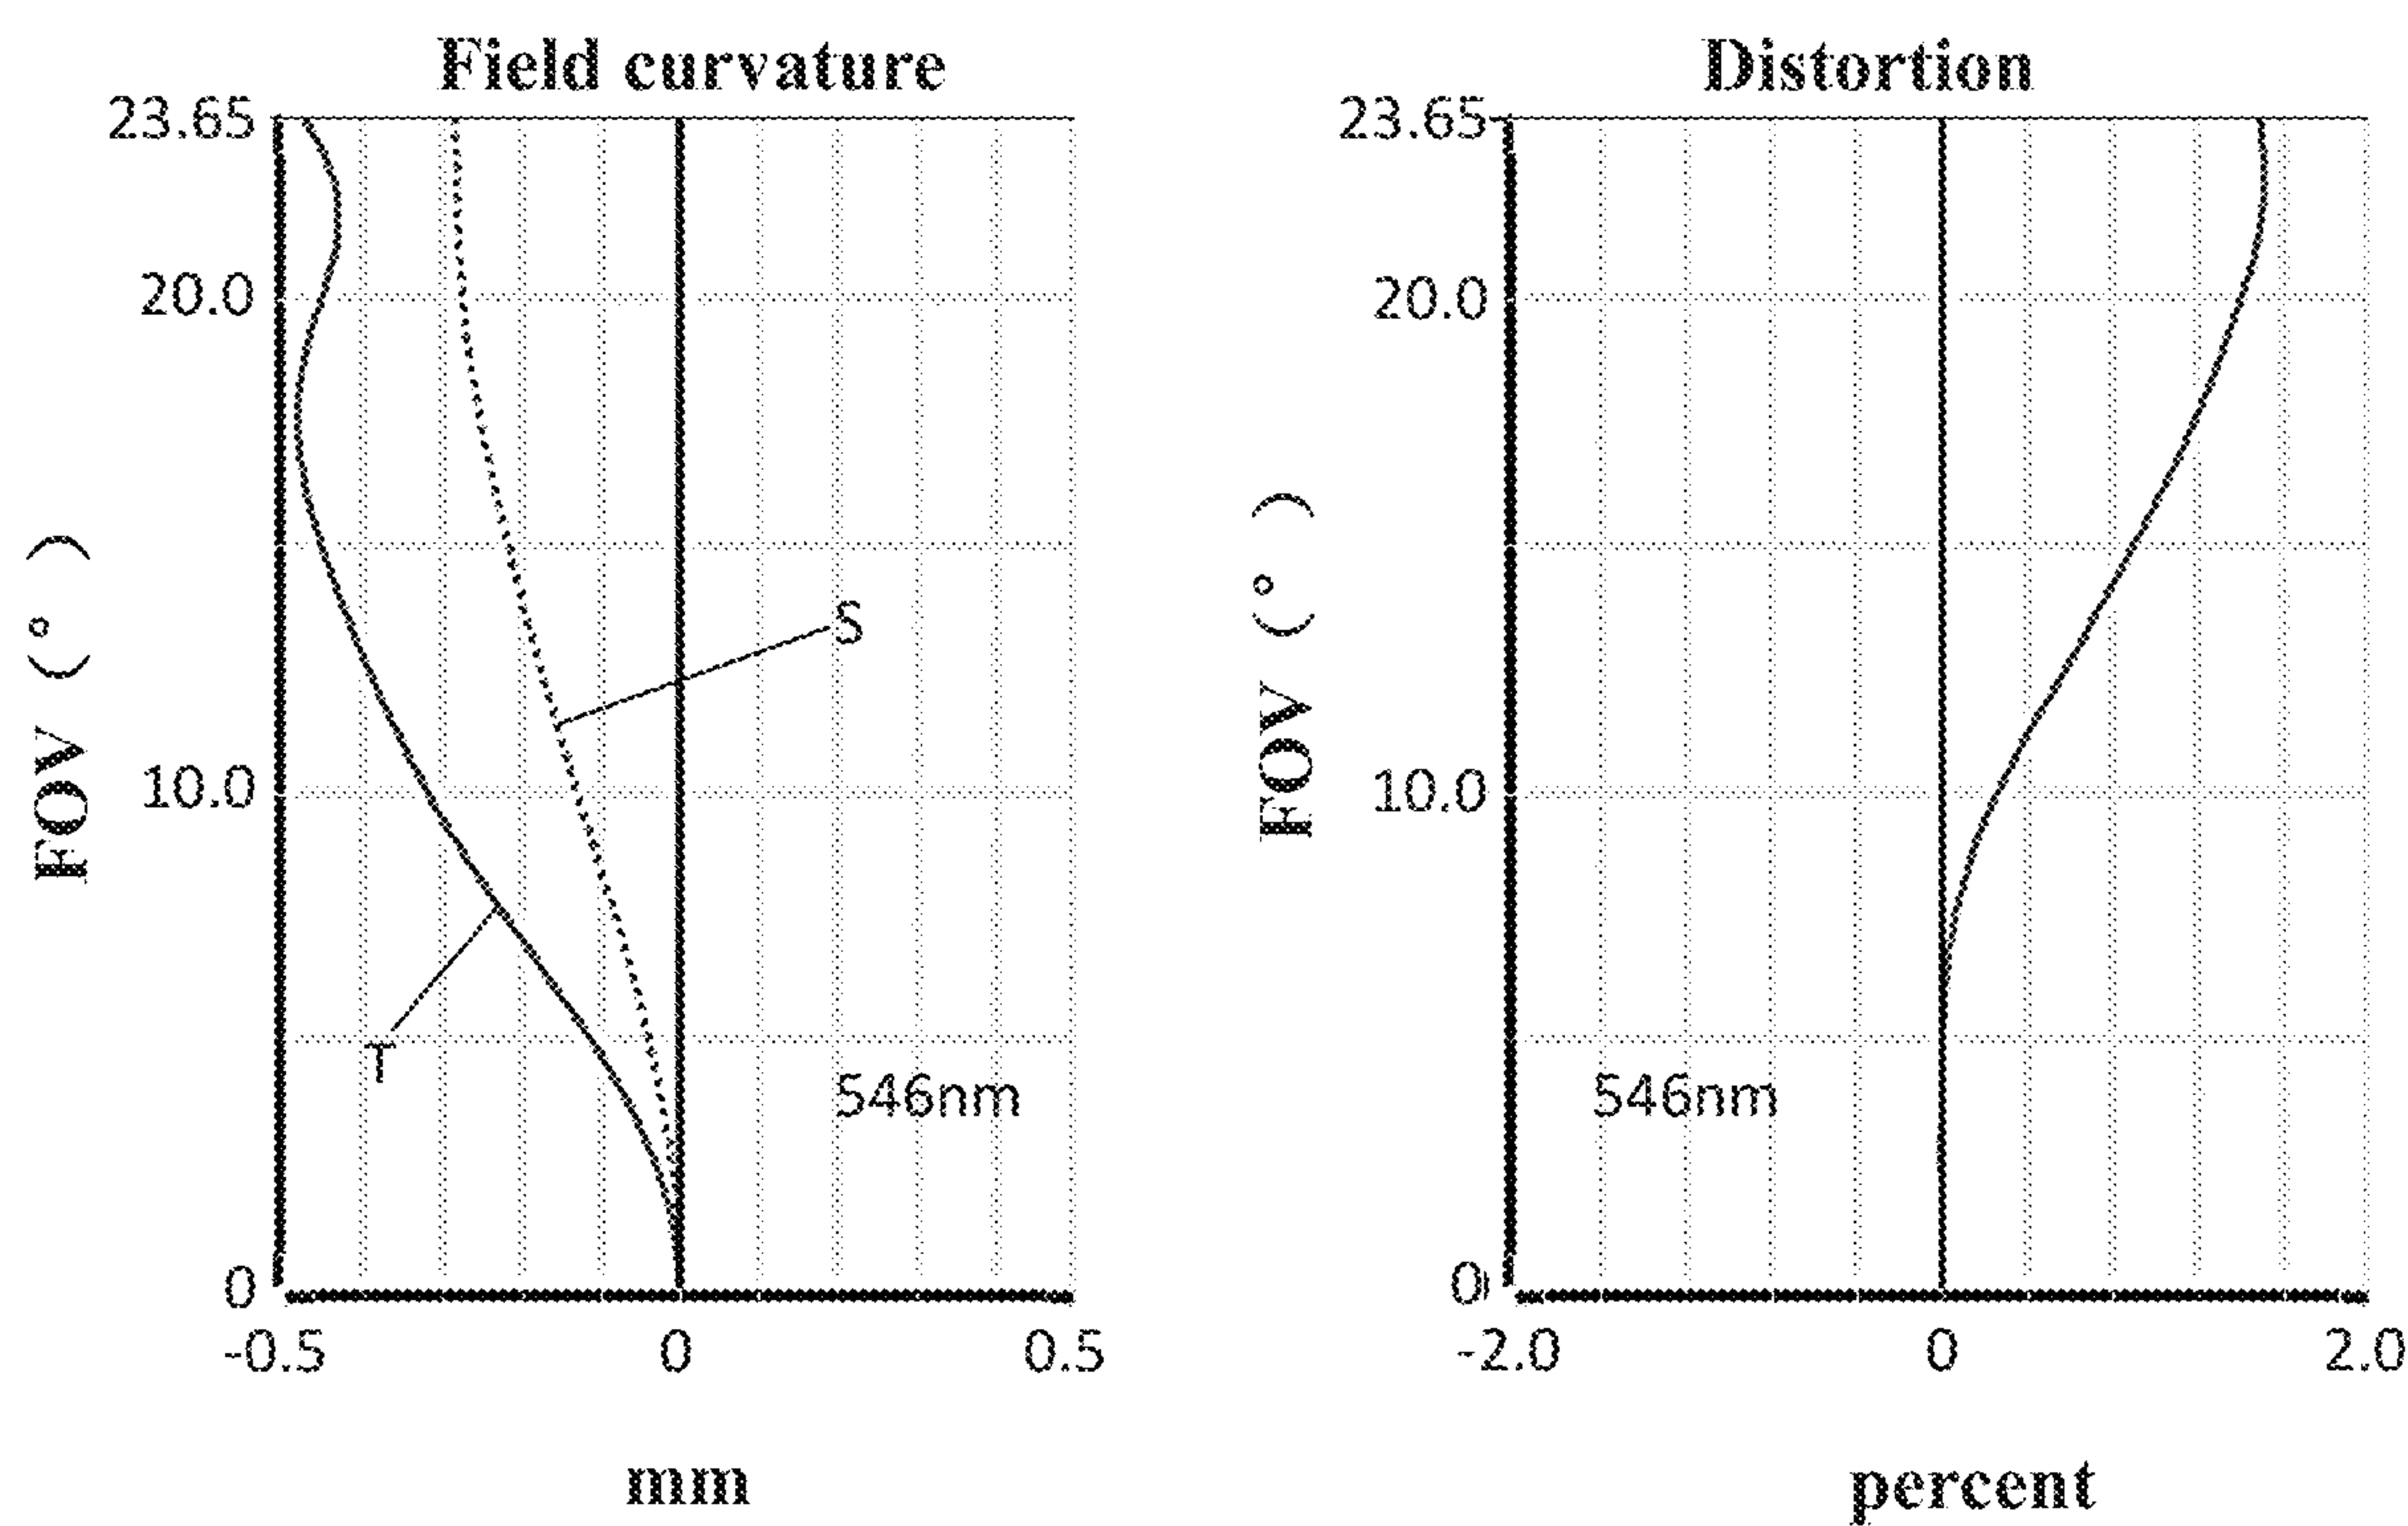 Field curvature
23.65
20.0
10.0
0
FOV (°)
S
T
546nm
-0.5 0 0.5
mm
Distortion
23.65
20.0
10.0
0
FOV (°)
546nm
-2.0 0 2.0
percent